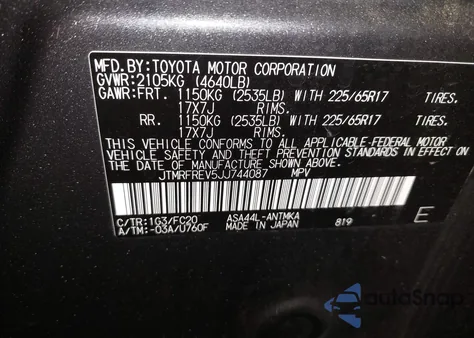 MFD.BY:TOYOTA MOTOR CORPORATION
GVWR:2105KG (4640LB)
GAWR:FRT. 1150KG (2535LB) WITH 225/65R17 TIRES.
17X7J RIMS.
RR. 1150KG (2535LB) WITH 225/65R17 TIRES.
17X7J RIMS.
THIS VEHICLE CONFORMS TO ALL APPLICABLE-FEDERAL MOTOR
VEHICLE SAFETY AND THEFT PREVENTION STANDARDS IN EFFECT ON
THE DATE OF MANUFACTURE SHOWN ABOVE.
JTMRFREV5JJ744087 MPV
C/TR:1G3/FC20 ASA44L-ANTMKA
A/TM:-03A/U760F MADE IN JAPAN 819 E
autoSnap